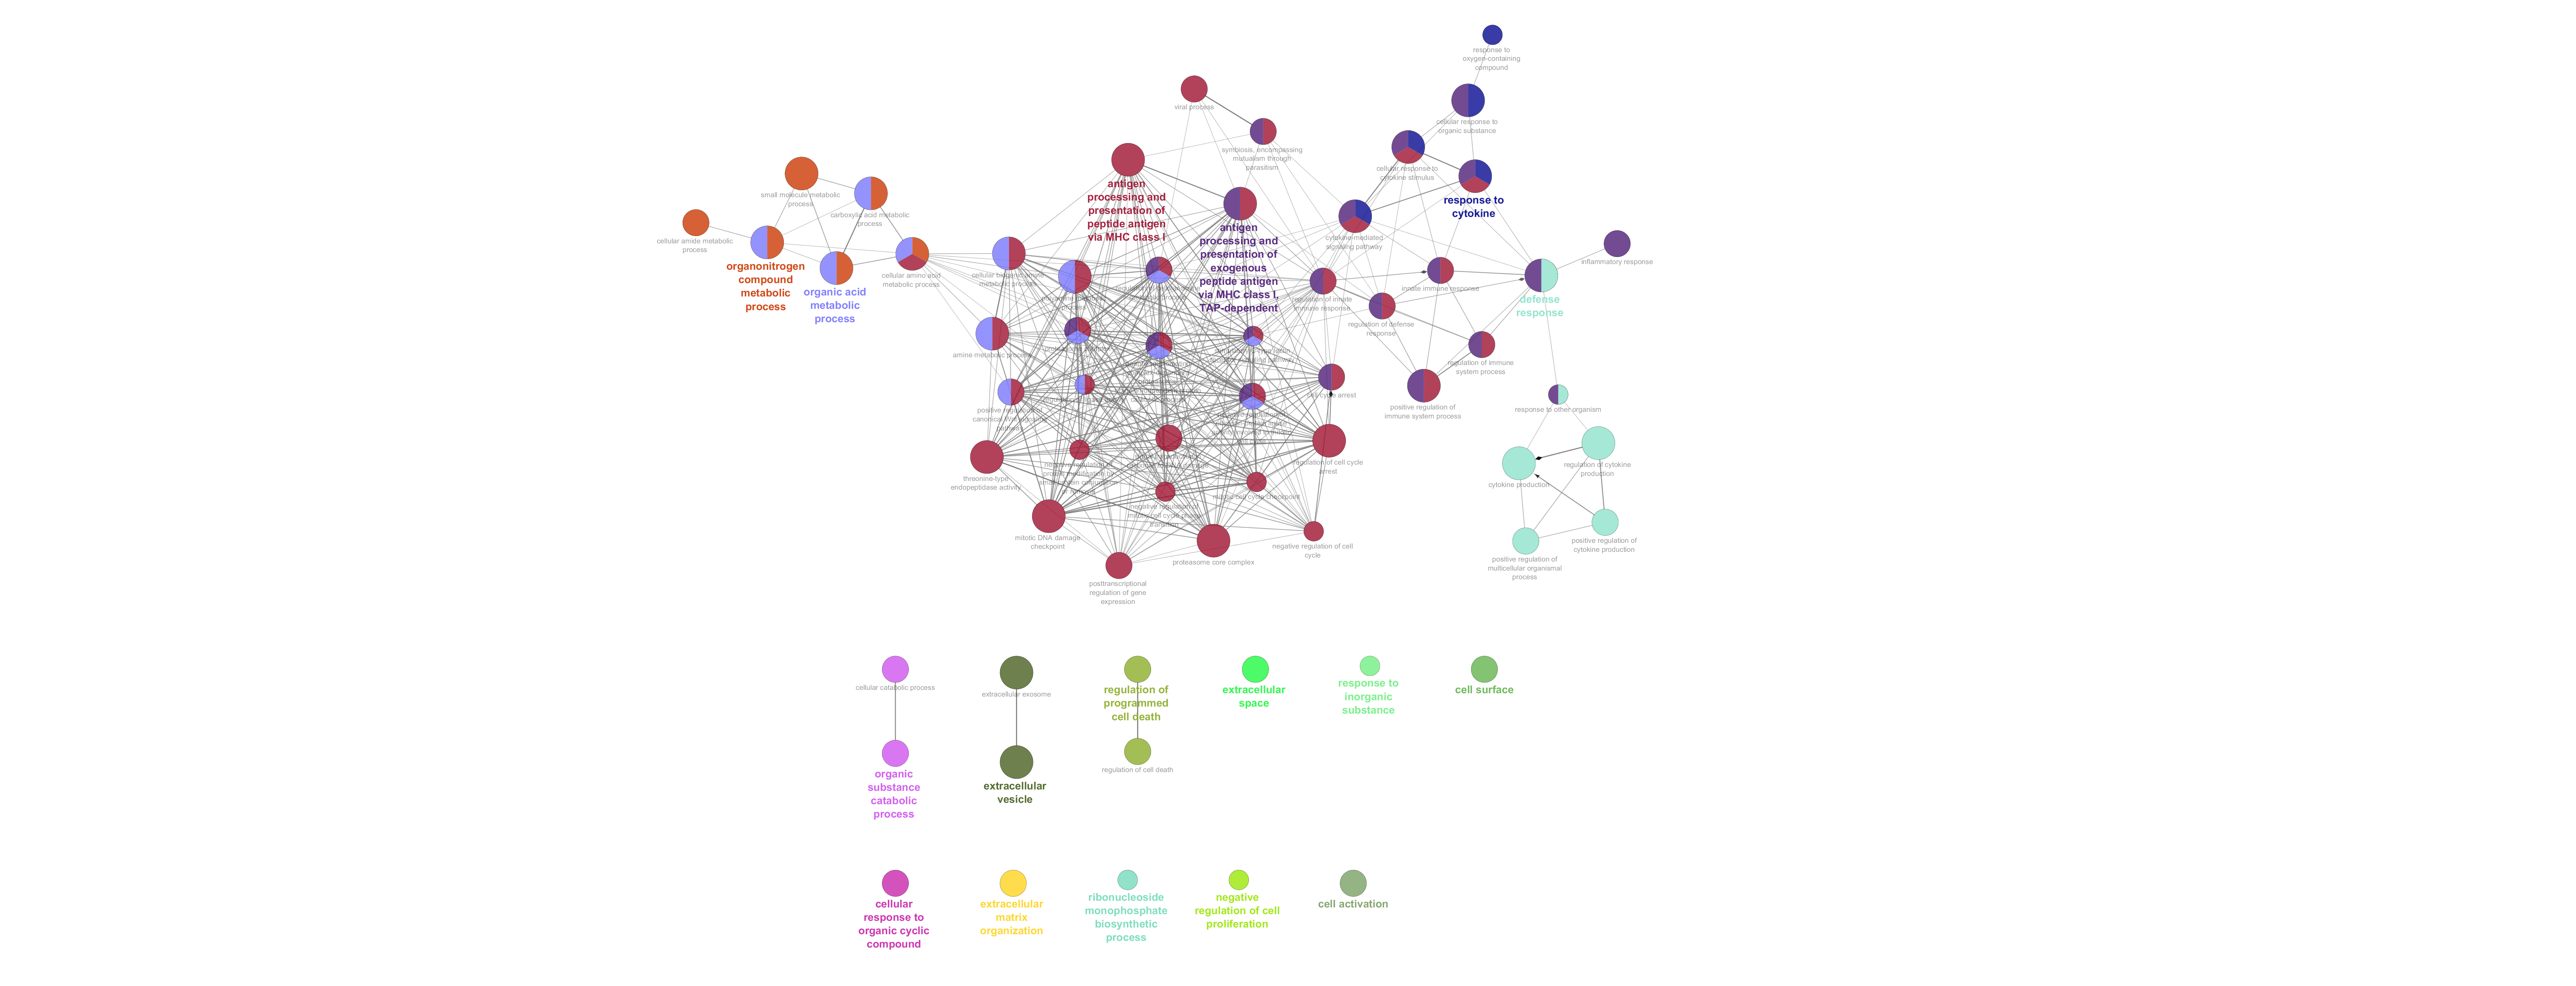 response to
oxygen-containing
compound
cellular response to
organic substance
viral process
symbiosis, encompassing
mutualism through
parasitism
cellular response to
cytokine stimulus
response to
cytokine
small molecule metabolic
process
carboxylic acid metabolic
process
cellular amide metabolic
process
organonitrogen
compound
metabolic
process
organic acid
metabolic
process
cellular amino acid
metabolic process
antigen
processing and
presentation of
peptide antigen
via MHC class I
antigen
processing and
presentation of
exogenous
peptide antigen
via MHC class I,
TAP-dependent
cytokine-mediated
signaling pathway
inflammatory response
cellular biogenic amine
metabolic process
regulation of innate
immune response
innate immune response
defense
response
regulation of defense
response
amine metabolic process
regulation of immune
system process
cell cycle arrest
positive regulation of
immune system process
response to other organism
positive regulation of
canonical Wnt signaling
pathway
regulation of cell cycle
arrest
regulation of cytokine
production
cytokine production
threonine-type
endopeptidase activity
mitotic cell cycle checkpoint
negative regulation of
mitotic cell cycle phase
transition
mitotic DNA damage
checkpoint
negative regulation of cell
cycle
proteasome core complex
positive regulation of
cytokine production
positive regulation of
multicellular organismal
process
posttranscriptional
regulation of gene
expression
cellular catabolic process
extracellular exosome
regulation of
programmed
cell death
extracellular
space
response to
inorganic
substance
cell surface
organic
substance
catabolic
process
extracellular
vesicle
regulation of cell death
cellular
response to
organic cyclic
compound
extracellular
matrix
organization
ribonucleoside
monophosphate
biosynthetic
process
negative
regulation of cell
proliferation
cell activation